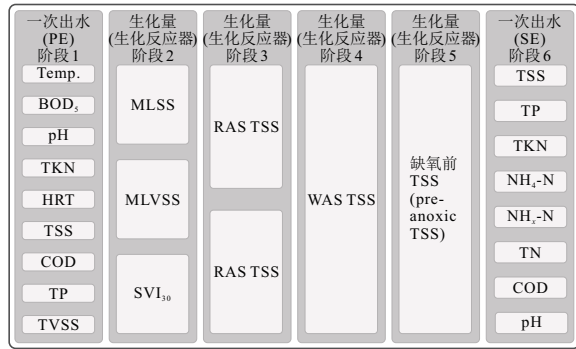 一次出水
(PE)
阶段1
Temp.
BOD₅
pH
TKN
HRT
TSS
COD
TP
TVSS
生化量
(生化反应器)
阶段2
MLSS
MLVSS
SVI₃₀
生化量
(生化反应器)
阶段3
RAS TSS
RAS TSS
生化量
(生化反应器)
阶段4
WAS TSS
生化量
(生化反应器)
阶段5
缺氧前
TSS
(pre-
anoxic
TSS)
一次出水
(SE)
阶段6
TSS
TP
TKN
NH₄-N
NHₓ-N
TN
COD
pH